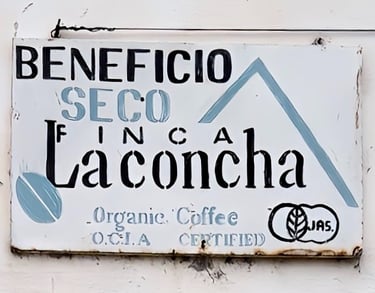 BENEFICIO
SECO
FINCA
Laconcha
Organic Coffee
O.C.I.A CERTIFIED
JAS.